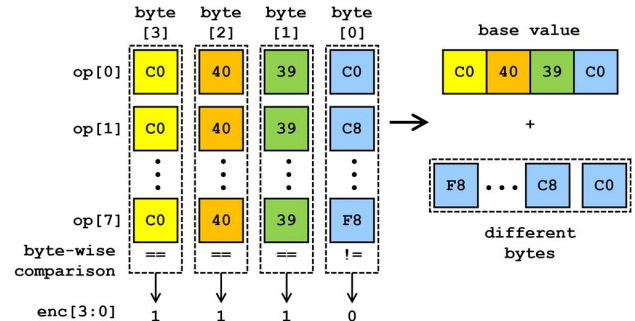 byte [3] byte [2] byte [1] byte [0]
base value
op[0] C0 40 39 C0
C0 40 39 C0
op[1] C0 40 39 C8
+
F8 ... C8 C0
op[7] C0 40 39 F8
different bytes
byte-wise comparison == == == !=
enc[3:0] 1 1 1 0